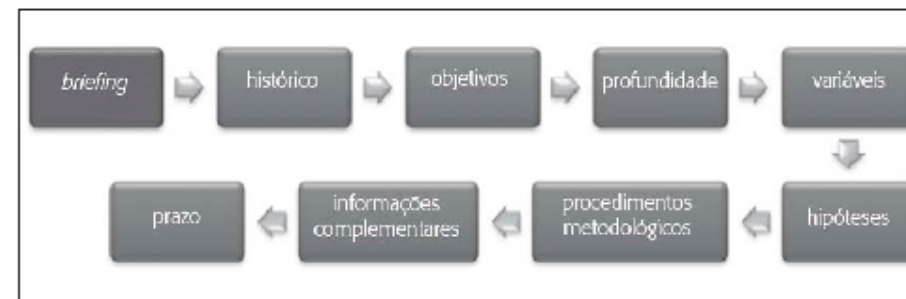 briefing
histórico
objetivos
profundidade
variáveis
hipóteses
procedimentos
metodológicos
informações
complementares
prazo